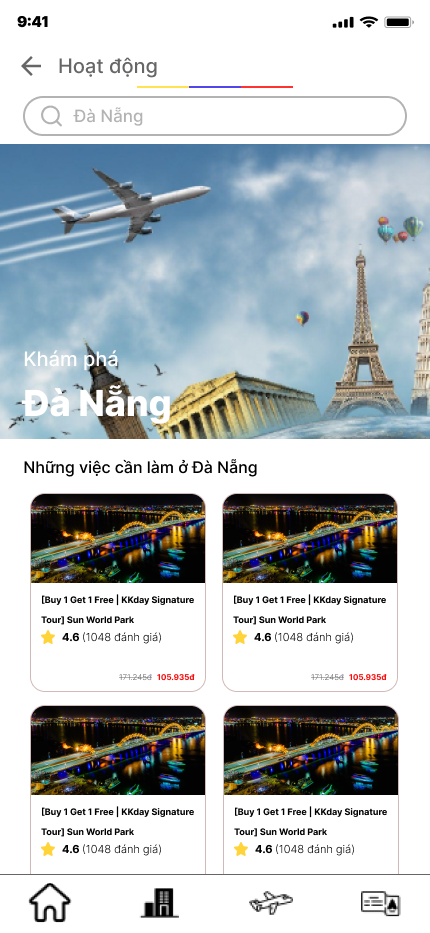 9:41
Hoạt động
Đà Nẵng
Khám phá
Đà Nẵng
Những việc cần làm ở Đà Nẵng
[Buy 1 Get 1 Free | KKday Signature
Tour] Sun World Park
4.6 (1048 đánh giá)
171.245đ 105.935đ
[Buy 1 Get 1 Free | KKday Signature
Tour] Sun World Park
4.6 (1048 đánh giá)
171.245đ 105.935đ
[Buy 1 Get 1 Free | KKday Signature
Tour] Sun World Park
4.6 (1048 đánh giá)
[Buy 1 Get 1 Free | KKday Signature
Tour] Sun World Park
4.6 (1048 đánh giá)